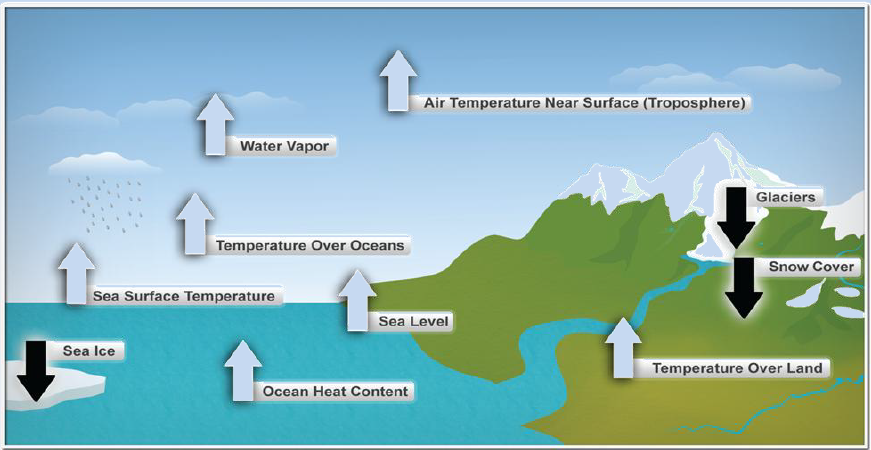 Air Temperature Near Surface (Troposphere)
Water Vapor
Glaciers
Temperature Over Oceans
Snow Cover
Sea Surface Temperature
Sea Level
Sea Ice
Temperature Over Land
Ocean Heat Content